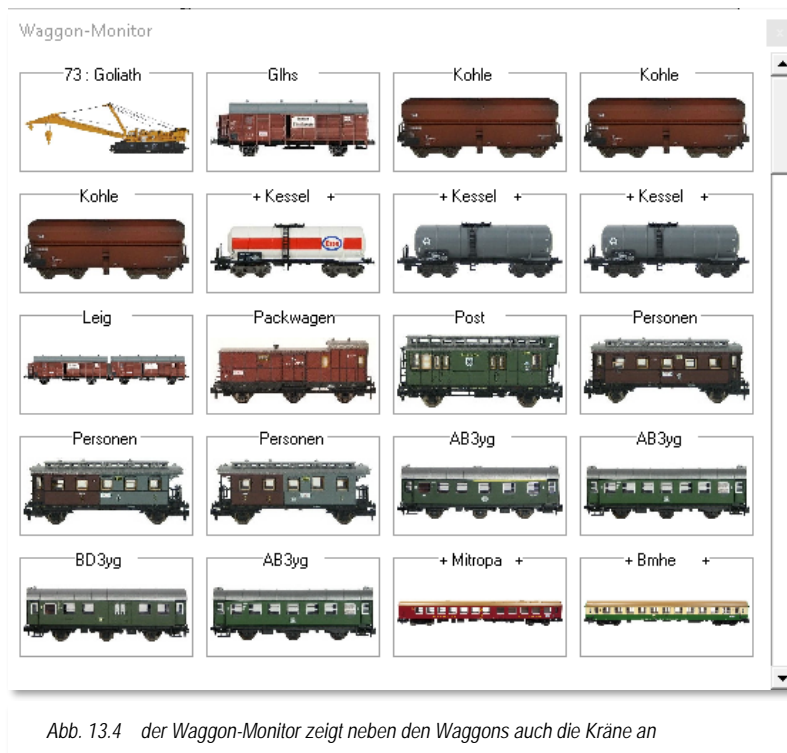 Waggon-Monitor
73 : Goliath
Glhs
Kohle
Kohle
Kohle
+ Kessel +
+ Kessel +
+ Kessel +
Esso
Leig
Packwagen
Post
Personen
Personen
Personen
AB3yg
AB3yg
BD3yg
AB3yg
+ Mitropa +
+ Bmhe +
Abb. 13.4 der Waggon-Monitor zeigt neben den Waggons auch die Kräne an